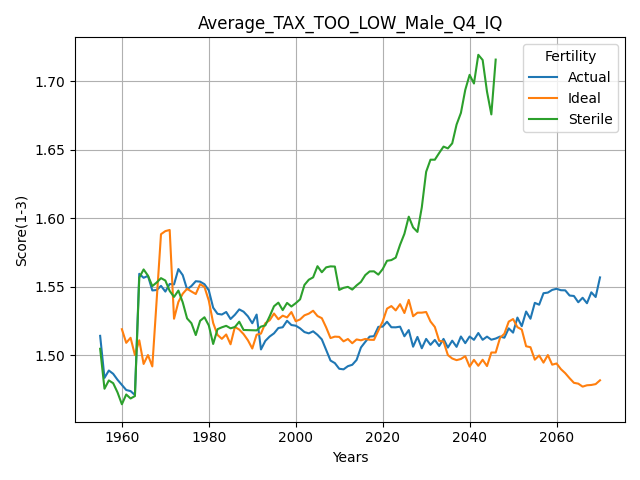 Average_TAX_TOO_LOW_Male_Q4_IQ
Fertility
Actual
Ideal
Sterile
Score(1-3)
1.70
1.65
1.60
1.55
1.50
1960 1980 2000 2020 2040 2060
Years